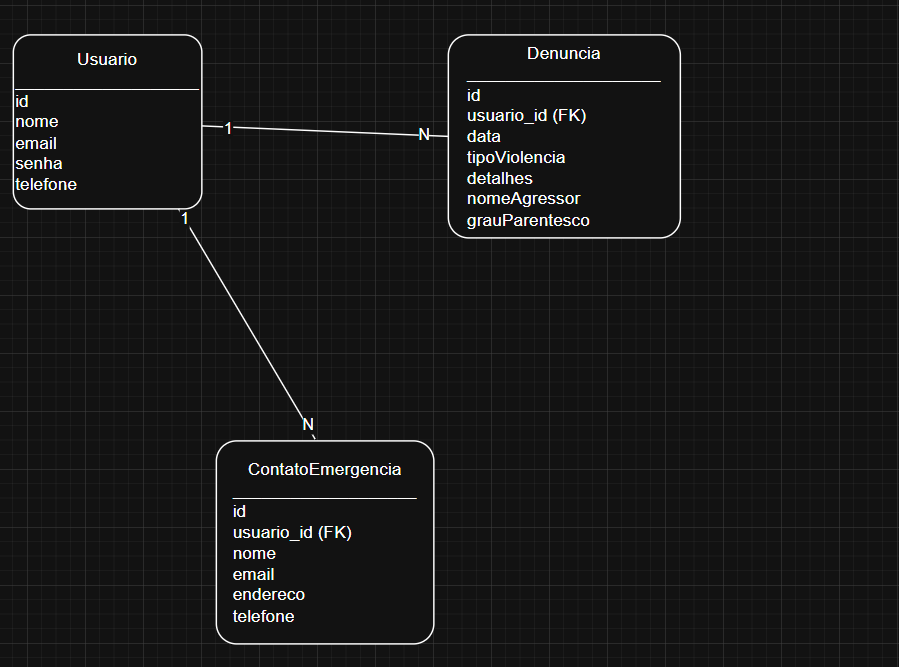 Usuario
id
nome
email
senha
telefone
1
N
Denuncia
id
usuario_id (FK)
data
tipoViolencia
detalhes
nomeAgressor
grauParentesco
1
N
ContatoEmergencia
id
usuario_id (FK)
nome
email
endereco
telefone